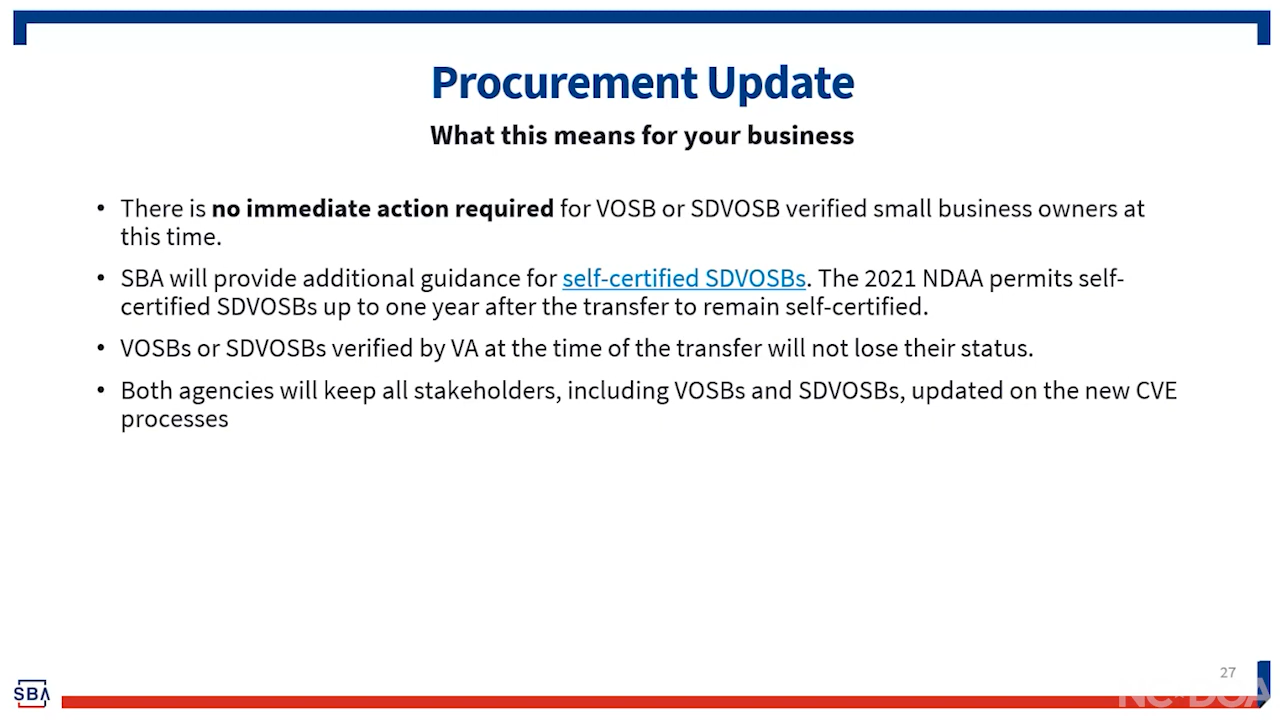 Procurement Update
What this means for your business
• There is no immediate action required for VOSB or SDVOSB verified small business owners at
this time.
• SBA will provide additional guidance for self-certified SDVOSBs. The 2021 NDAA permits self-
certified SDVOSBs up to one year after the transfer to remain self-certified.
• VOSBs or SDVOSBs verified by VA at the time of the transfer will not lose their status.
• Both agencies will keep all stakeholders, including VOSBs and SDVOSBs, updated on the new CVE
processes
27
SBA